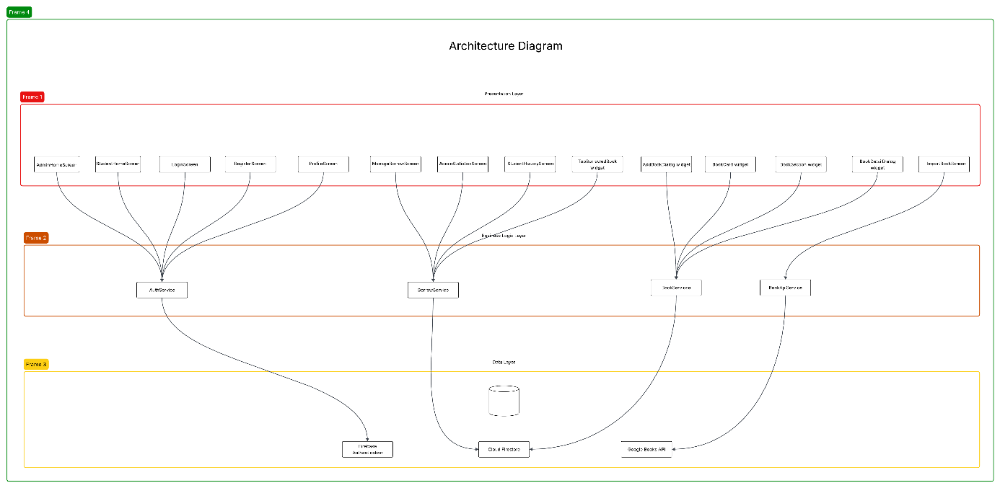 Frame 4
Architecture Diagram
Presentation Layer
Frame 1
AdminHomeScreen
StudentHomeScreen
LoginScreen
RegisterScreen
ProfileScreen
ManageBorrowScreen
AdminStatisticsScreen
StudentHistoryScreen
TopBorrowedBook
widget
AddBookDialog widget
BookCard widget
BookSection widget
BookDetailDialog
widget
ImportBookScreen
Frame 2
Business Logic Layer
AuthService
BorrowService
BookServicce
BookApiService
Frame 3
Data Layer
Firebase
Authentication
Cloud Firestore
Google Books API